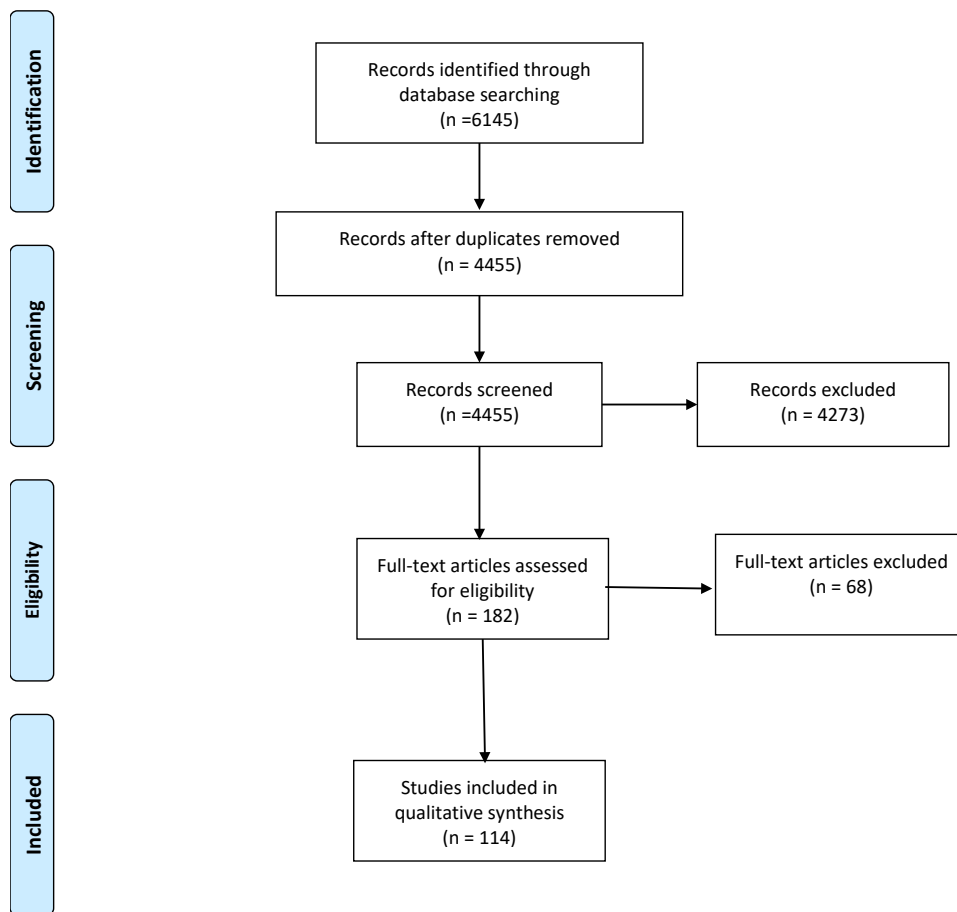 Identification
Records identified through
database searching
(n =6145)
Records after duplicates removed
(n = 4455)
Screening
Records screened
(n =4455)
Records excluded
(n = 4273)
Eligibility
Full-text articles assessed
for eligibility
(n = 182)
Full-text articles excluded
(n = 68)
Included
Studies included in
qualitative synthesis
(n = 114)